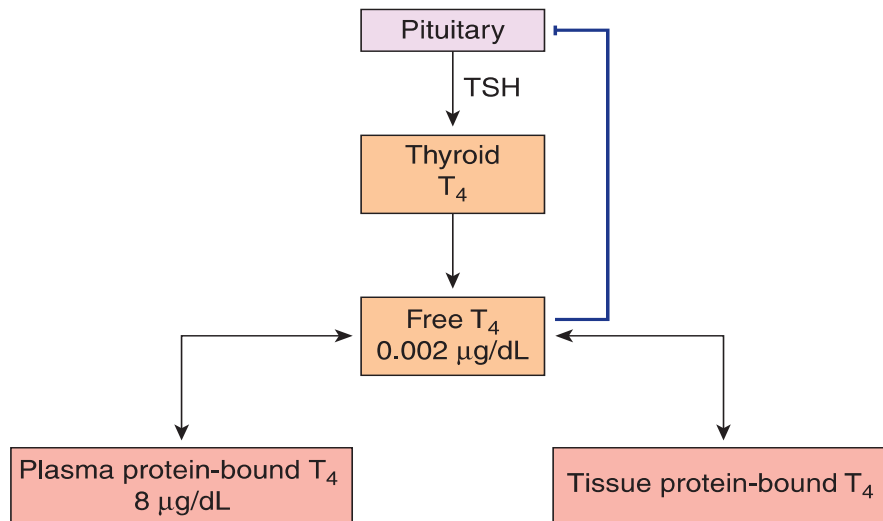 Pituitary
TSH
Thyroid
T₄
Free T₄
0.002 μg/dL
Plasma protein-bound T₄
8 μg/dL
Tissue protein-bound T₄